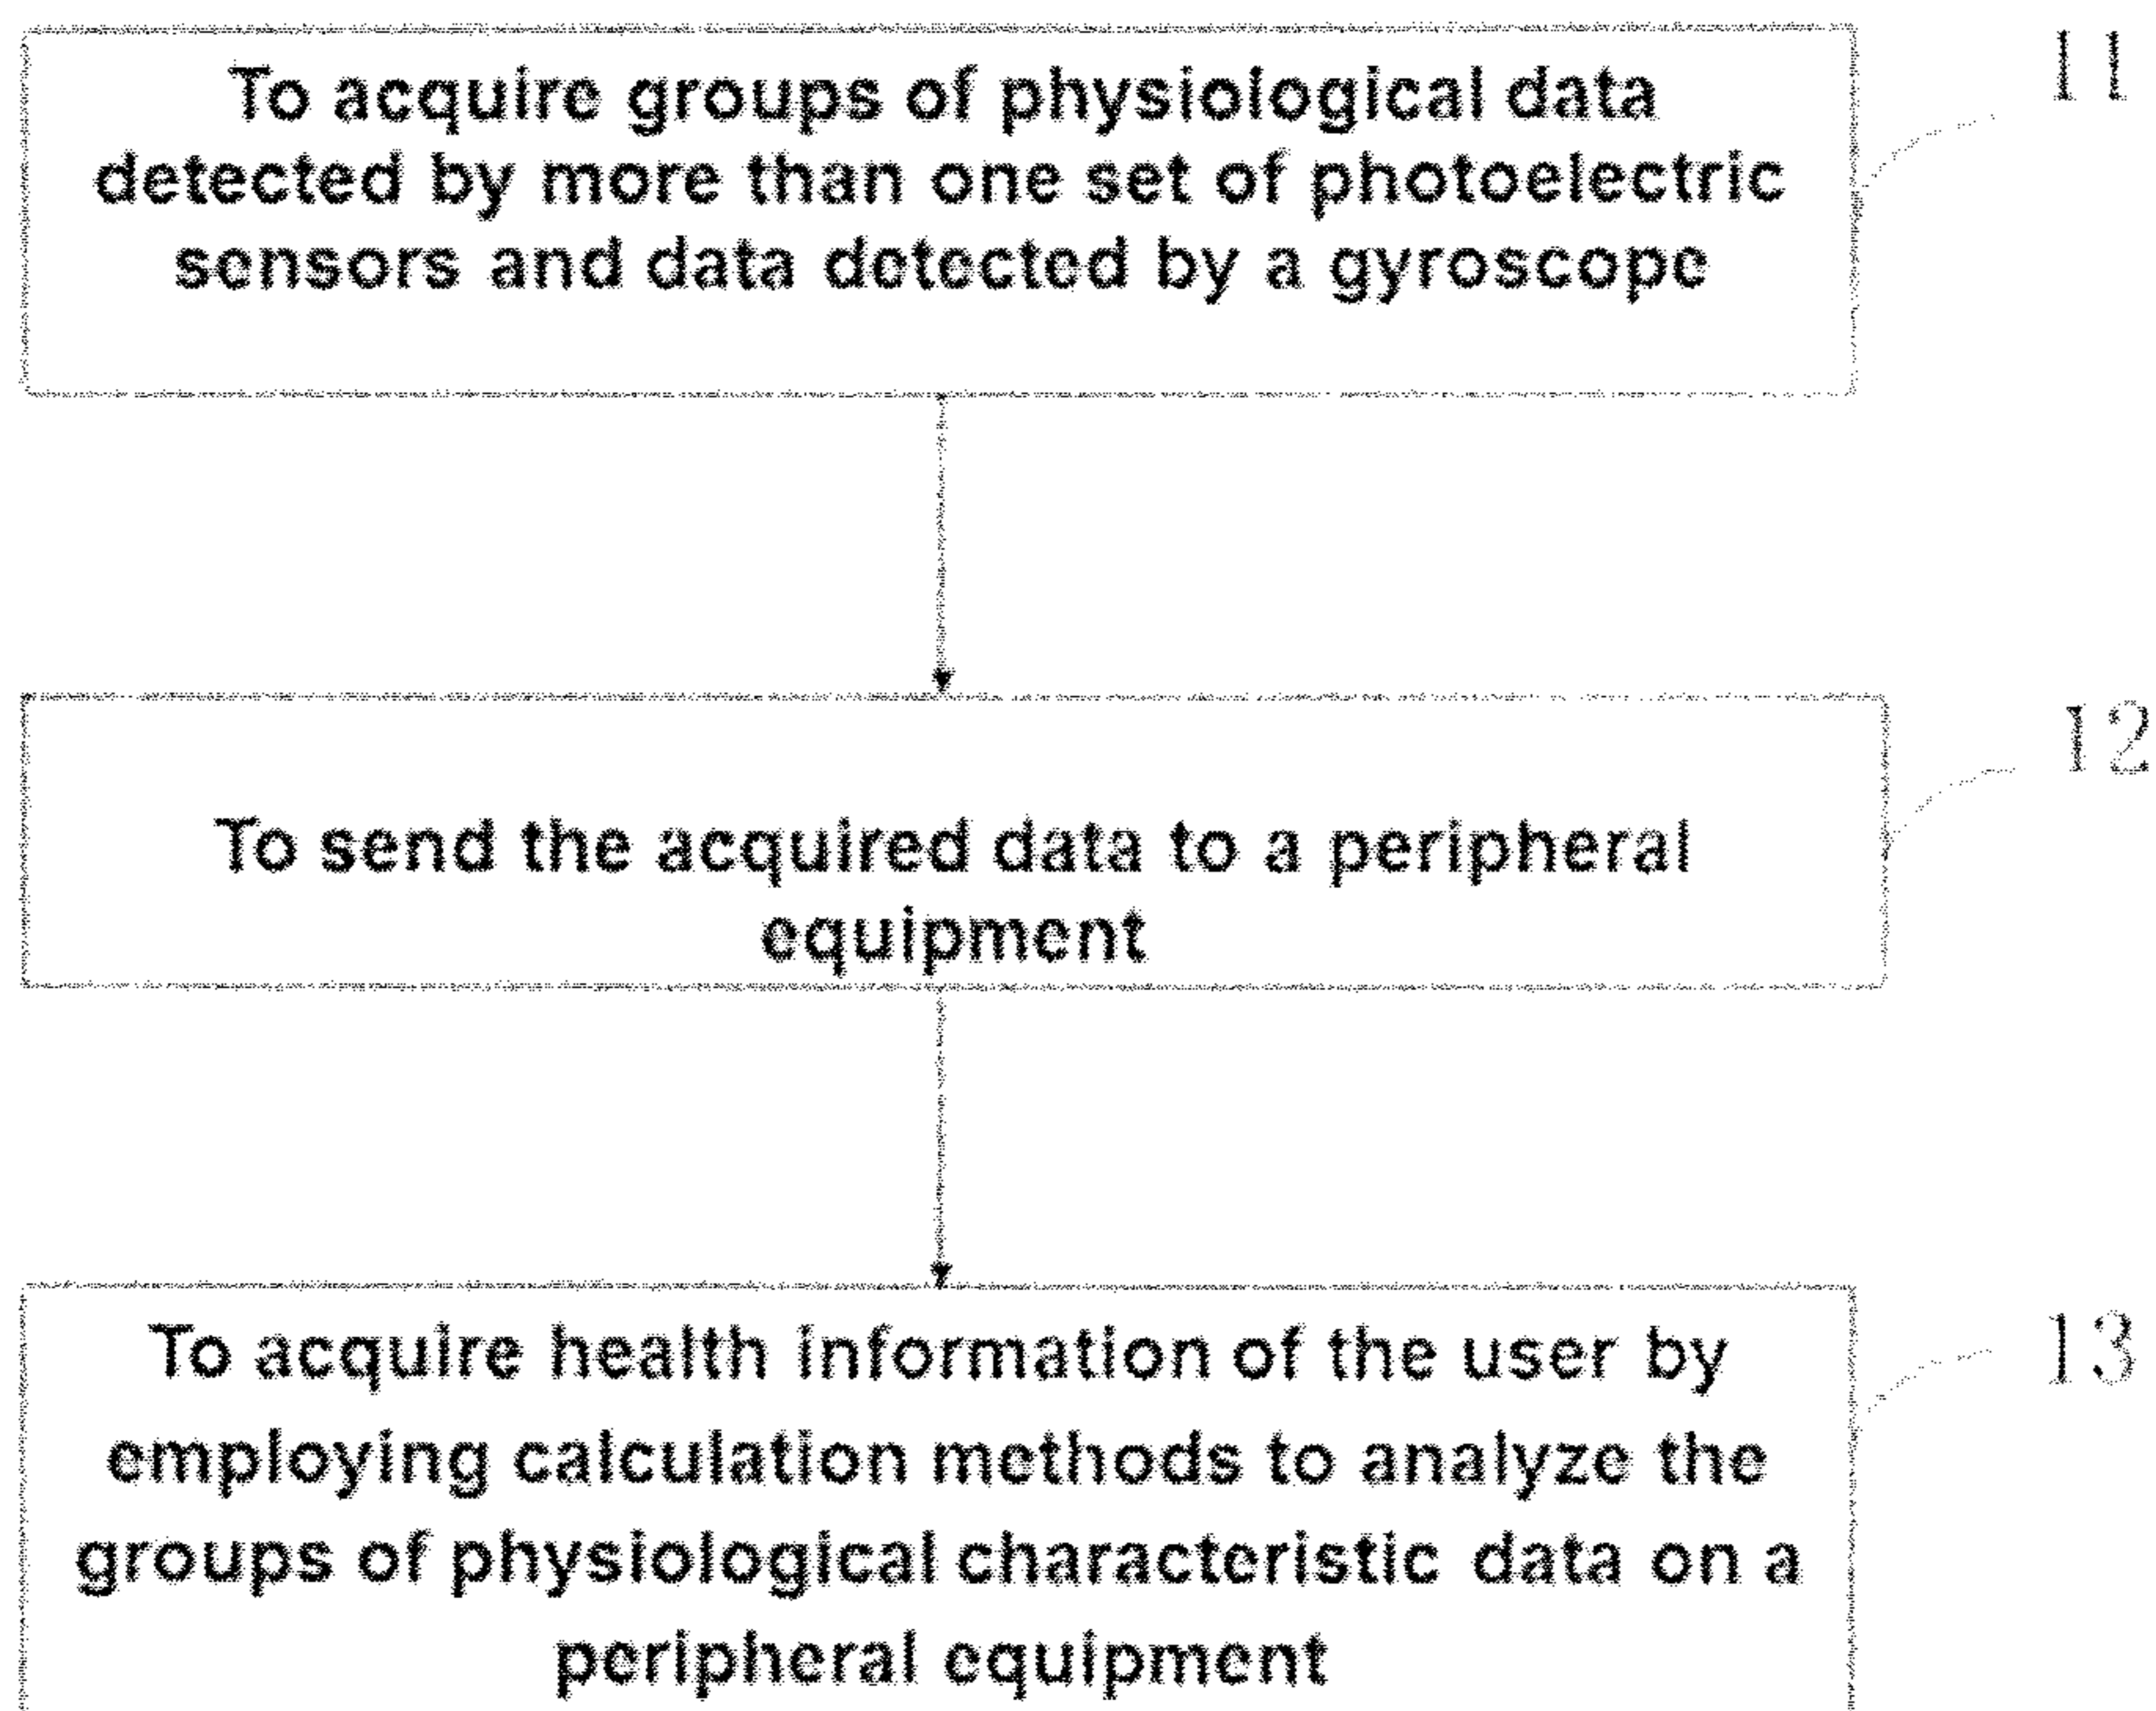 To acquire groups of physiological data
11
detected by more than one set of photoelectric
sensors and data detected by a gyroscope
12
To send the acquired data to a peripheral
equipment
To acquire health information of the user by
13
employing calculation methods to analyze the
groups of physiological characteristic data on a
peripheral equipment